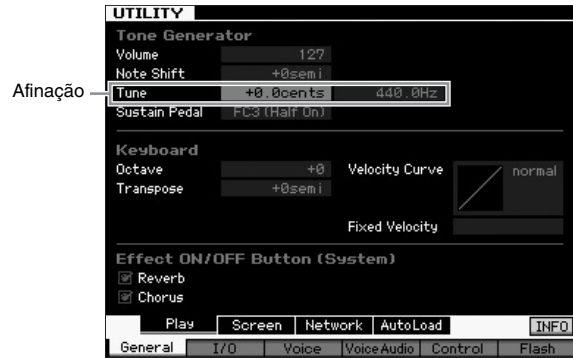 UTILITY
Tone Generator
Volume 127
Note Shift +0semi
Afinação
Tune +0.0cents 440.0Hz
Sustain Pedal FC3(Half On)
Keyboard
Octave +0 Velocity Curve normal
Transpose +0semi
Fixed Velocity
Effect ON/OFF Button (System)
Reverb
Chorus
Play Screen Network AutoLoad INFO
General I/O Voice VoiceAudio Control Flash